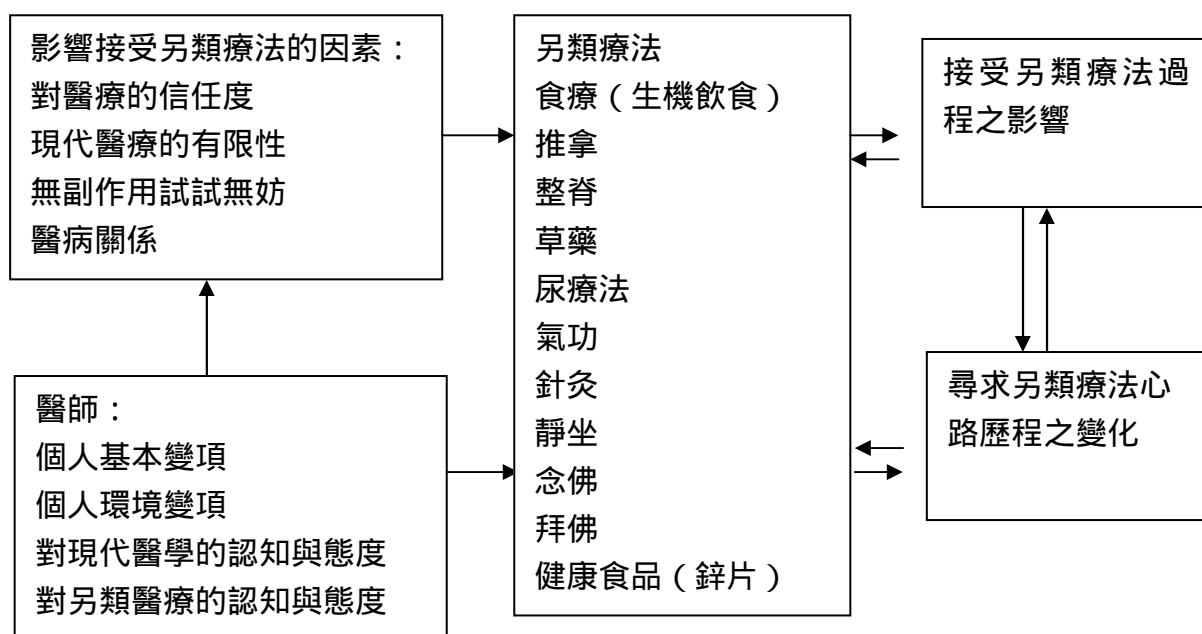 影響接受另類療法的因素：
對醫療的信任度
現代醫療的有限性
無副作用試試無妨
醫病關係
醫師：
個人基本變項
個人環境變項
對現代醫學的認知與態度
對另類醫療的認知與態度
另類療法
食療（生機飲食）
推拿
整脊
草藥
尿療法
氣功
針灸
靜坐
念佛
拜佛
健康食品（鋅片）
接受另類療法過
程之影響
尋求另類療法心
路歷程之變化